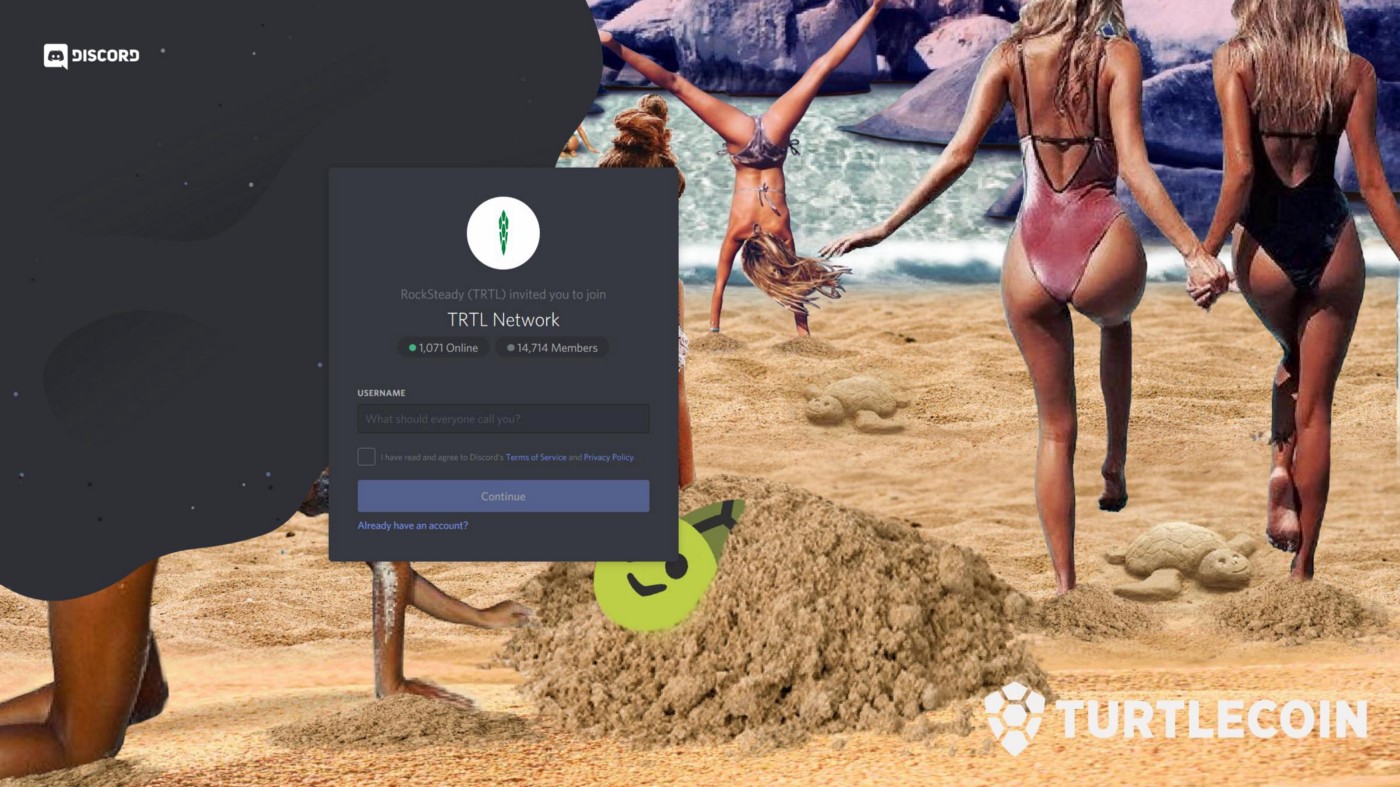 DISCORD
RockSteady (TRTL) invited you to join
TRTL Network
1,071 Online 14,714 Members
USERNAME
What should everyone call you?
I have read and agree to Discord's Terms of Service and Privacy Policy.
Continue
Already have an account?
TURTLECOIN